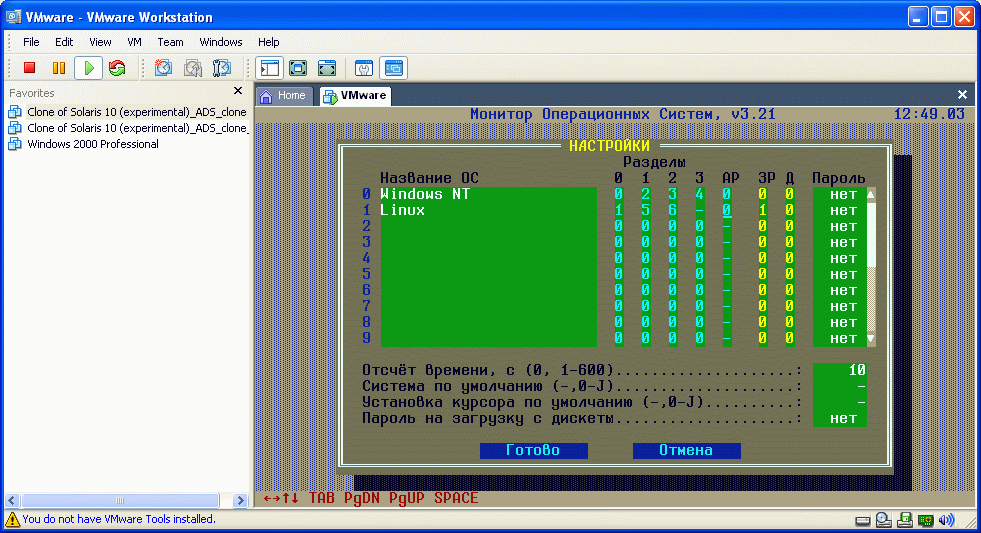 VMware - VMware Workstation
File Edit View VM Team Windows Help
Favorites
Clone of Solaris 10 (experimental)_ADS_clone
Clone of Solaris 10 (experimental)_ADS_clone_
Windows 2000 Professional
Home VMware
Монитор Операционных Систем, v3.21 12:49.03
НАСТРОЙКИ
Разделы
Название ОС 0 1 2 3 АР ЗР Д Пароль
0 Windows NT 0 2 3 4 0 0 0 нет
1 Linux 1 5 6 - 0 1 0 нет
2 0 0 0 0 - 0 0 нет
3 0 0 0 0 - 0 0 нет
4 0 0 0 0 - 0 0 нет
5 0 0 0 0 - 0 0 нет
6 0 0 0 0 - 0 0 нет
7 0 0 0 0 - 0 0 нет
8 0 0 0 0 - 0 0 нет
9 0 0 0 0 - 0 0 нет
Отсчёт времени, с (0, 1-600)....................: 10
Система по умолчанию (-,0-J)....................: -
Установка курсора по умолчанию (-,0-J)..........: -
Пароль на загрузку с дискеты....................: нет
Готово Отмена
←→↑↓ TAB PgDN PgUP SPACE
You do not have VMware Tools installed.